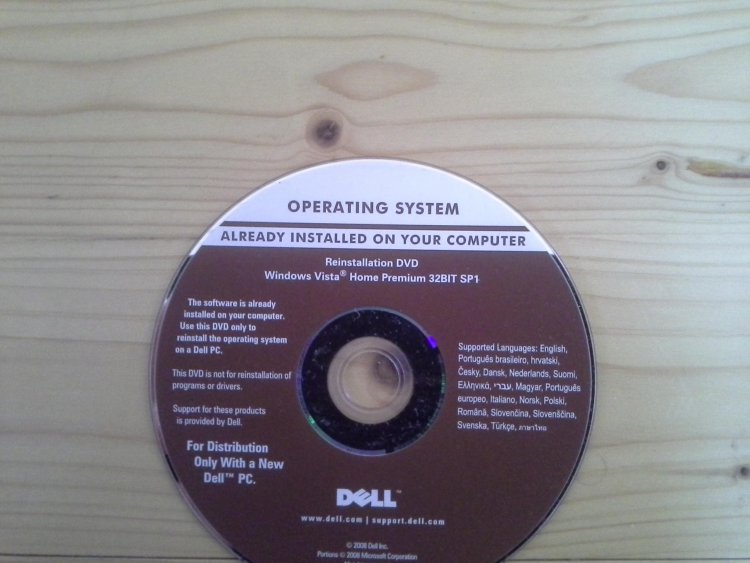 OPERATING SYSTEM
ALREADY INSTALLED ON YOUR COMPUTER
Reinstallation DVD
Windows Vista® Home Premium 32BIT SP1
The software is already
installed on your computer.
Use this DVD only to
reinstall the operating system
on a Dell PC.
This DVD is not for reinstallation of
programs or drivers.
Support for these products
is provided by Dell.
For Distribution
Only With a New
Dell™ PC.
Supported Languages: English,
Português brasileiro, hrvatski,
Česky, Dansk, Nederlands, Suomi,
Ελληνικά, עברי, Magyar, Português
europeo, Italiano, Norsk, Polski,
Română, Slovenčina, Slovenščina,
Svenska, Türkçe, ภาษาไทย
DELL™
www.dell.com | support.dell.com
© 2008 Dell Inc.
Portions © 2008 Microsoft Corporation